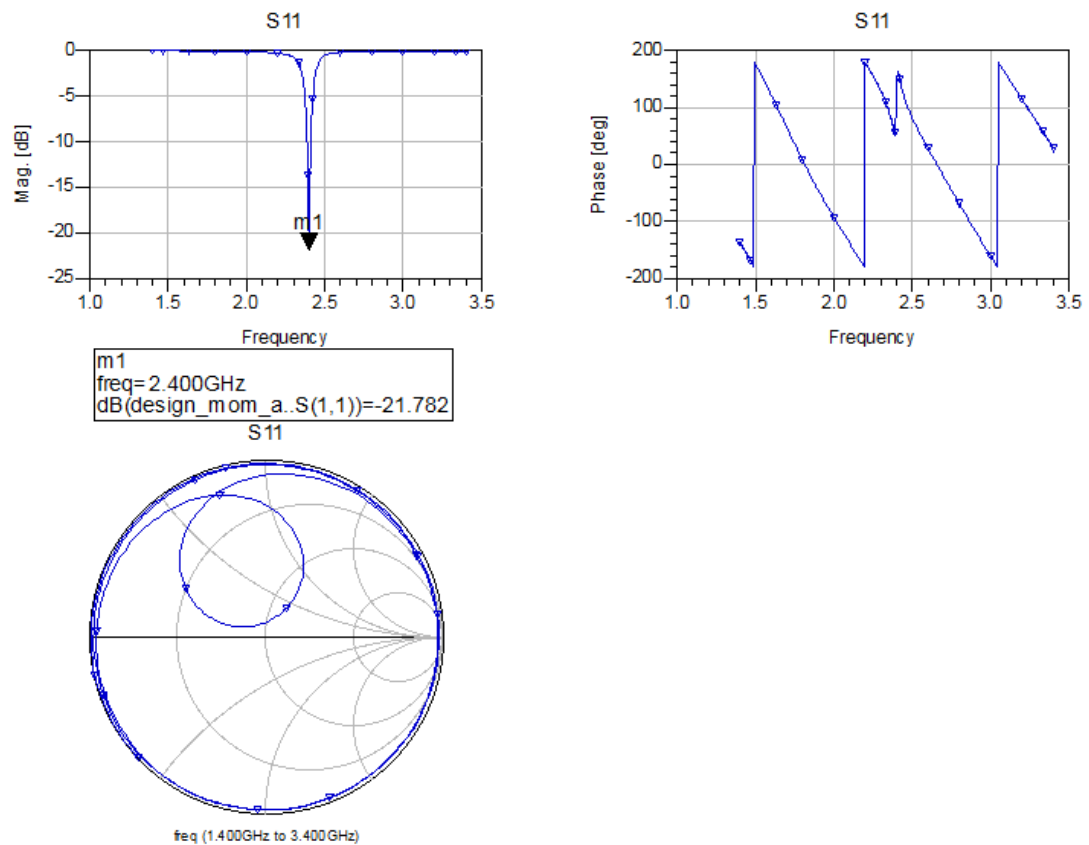 S11
0
-5
-10
-15
-20
-25
Mag. [dB]
m1
1.0 1.5 2.0 2.5 3.0 3.5
Frequency
m1
freq=2.400GHz
dB(design_mom_a..S(1,1))=-21.782
S11
200
100
0
-100
-200
Phase [deg]
1.0 1.5 2.0 2.5 3.0 3.5
Frequency
S11
freq (1.400GHz to 3.400GHz)